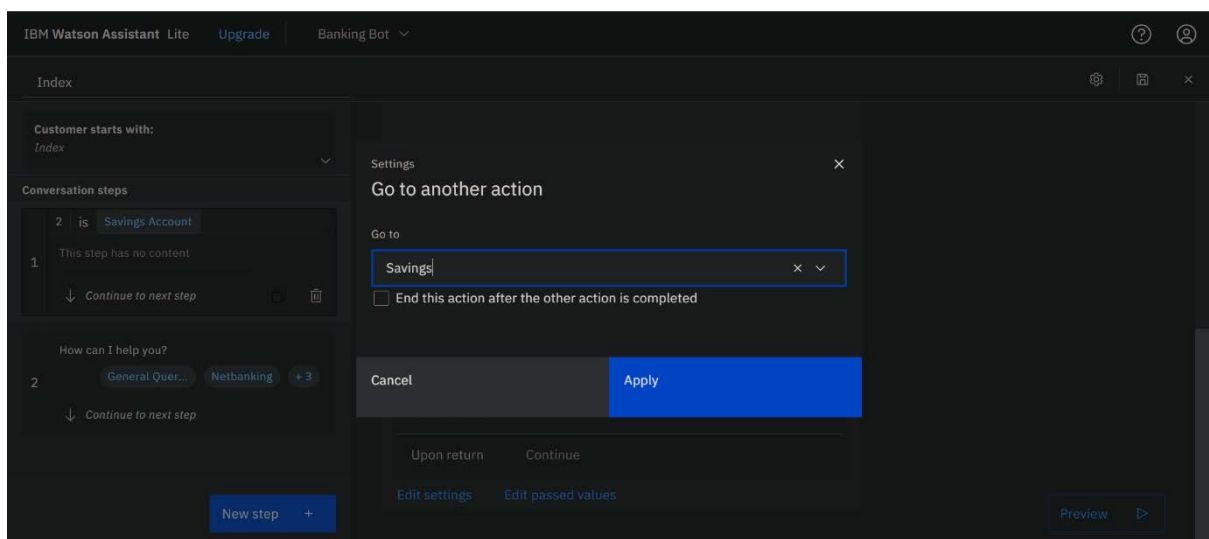 IBM Watson Assistant Lite Upgrade Banking Bot
Index
Customer starts with:
Index
Conversation steps
2 is Savings Account
1
This step has no content
Continue to next step
How can I help you?
2
General Quer... Netbanking + 3
Continue to next step
New step +
Settings
Go to another action
Go to
Savings
End this action after the other action is completed
Cancel Apply
Upon return Continue
Edit settings Edit passed values
Preview